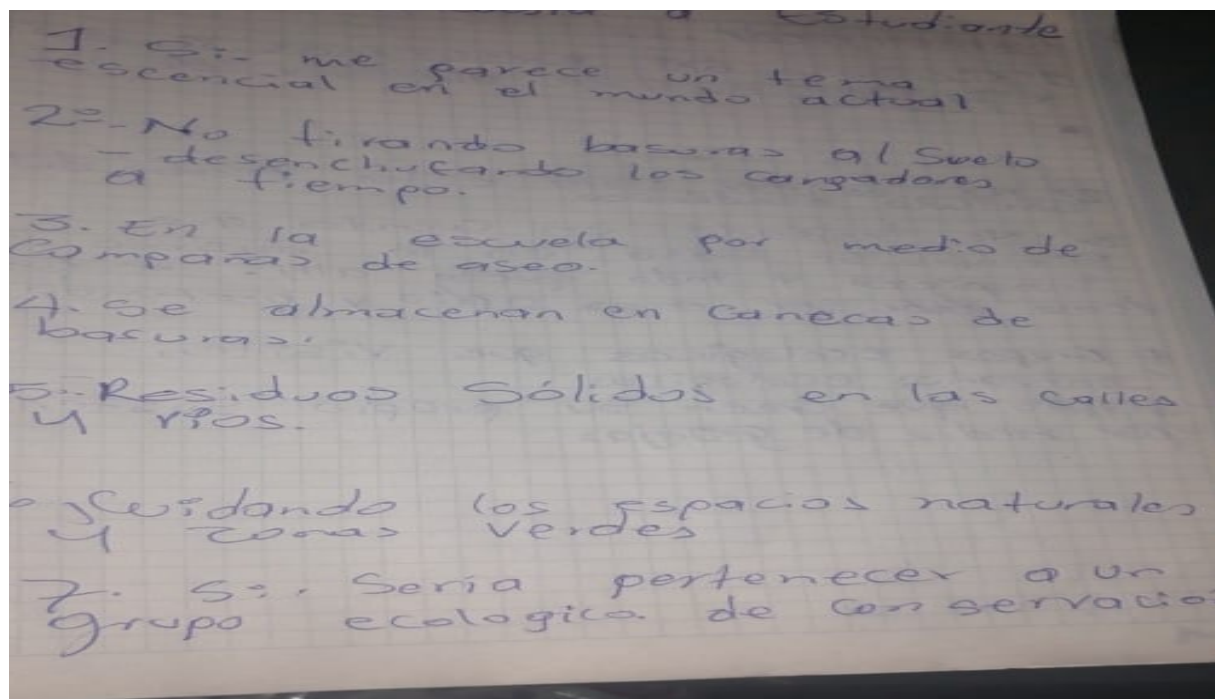 a Estudiante
1. Si- me parece un tema
escencial en el mundo actual
2º- No tirando basuras al suelo
- desenchufando los cargadores
a tiempo.
3. En la escuela por medio de
Campañas de aseo.
4. Se almacenan en canecas de
basuras.
5.- Residuos Sólidos en las calles
y rios.
Cuidando los espacios naturales
y zonas verdes
7. Si. Seria pertenecer a un
grupo ecologico. de conservacio